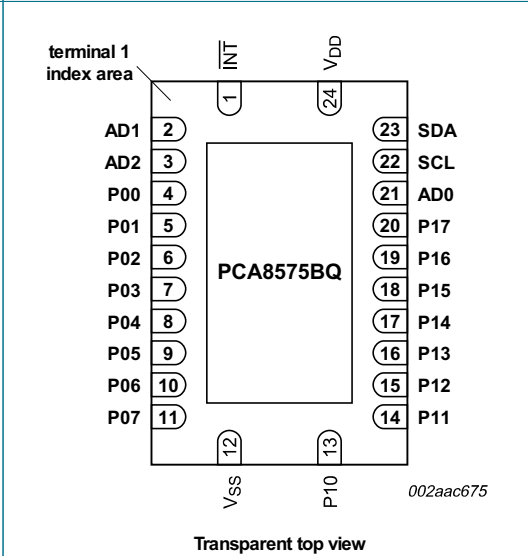 terminal 1
index area
INT
VDD
1
24
AD1 2
23 SDA
AD2 3
22 SCL
P00 4
21 AD0
P01 5
20 P17
P02 6
19 P16
PCA8575BQ
P03 7
18 P15
P04 8
17 P14
P05 9
16 P13
P06 10
15 P12
P07 11
14 P11
12
13
VSS
P10
002aac675
Transparent top view